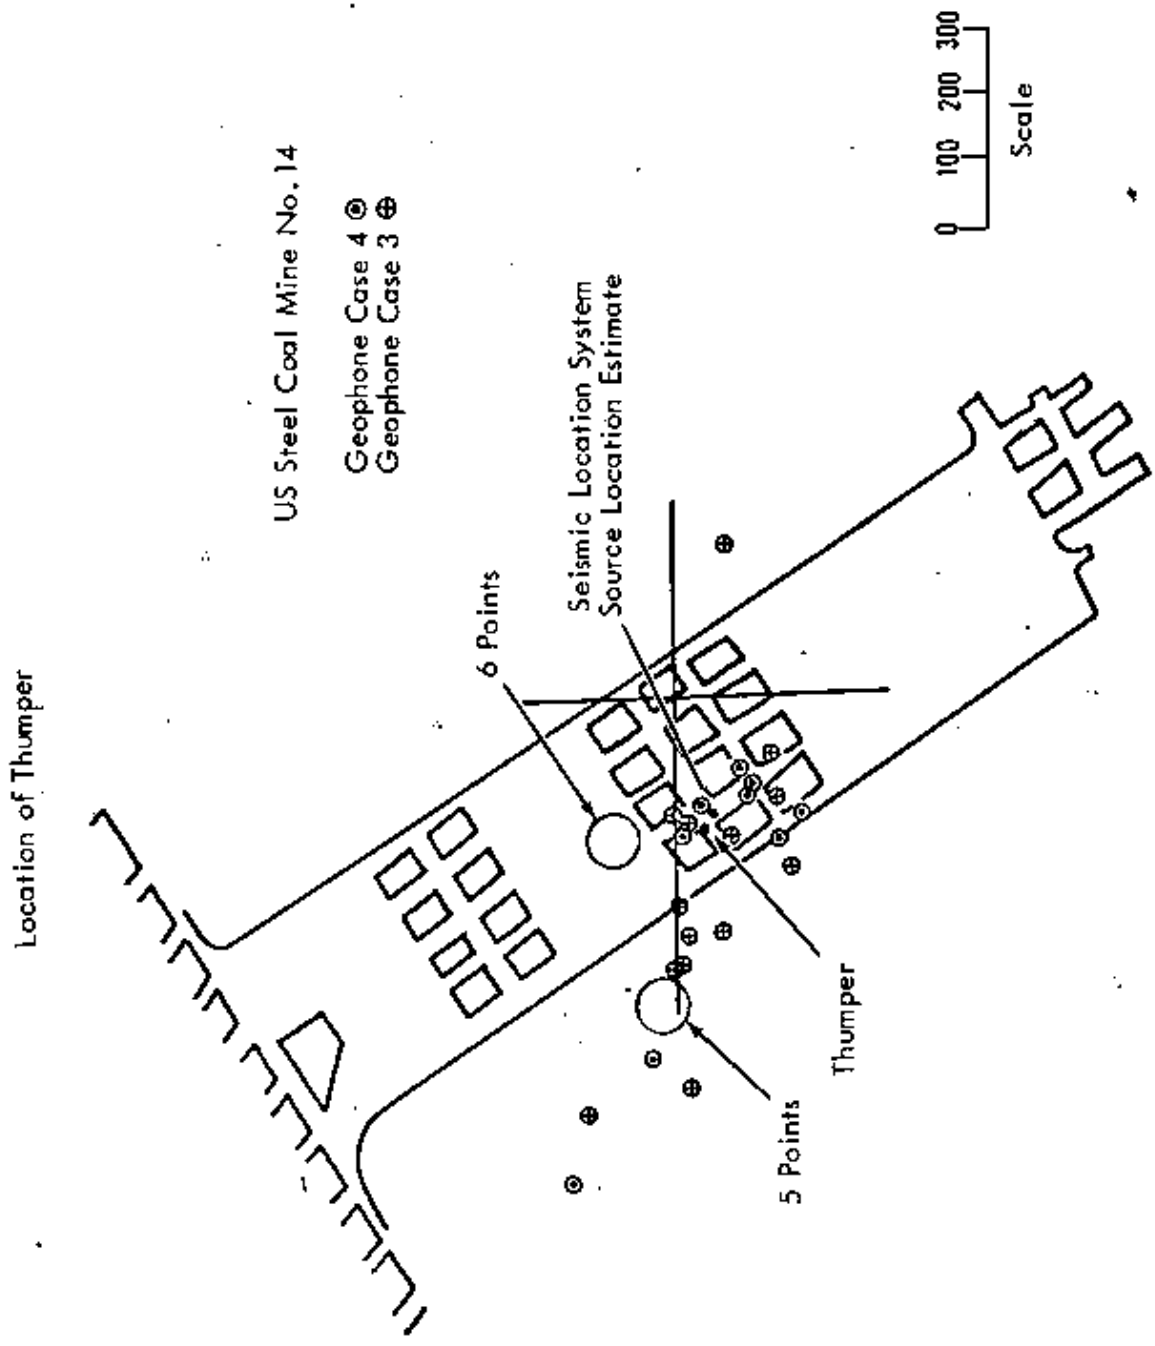 Location of Thumper
US Steel Coal Mine No. 14
Geophone Case 4
Geophone Case 3
6 Points
Seismic Location System
Source Location Estimate
Thumper
5 Points
0 100 200 300
Scale